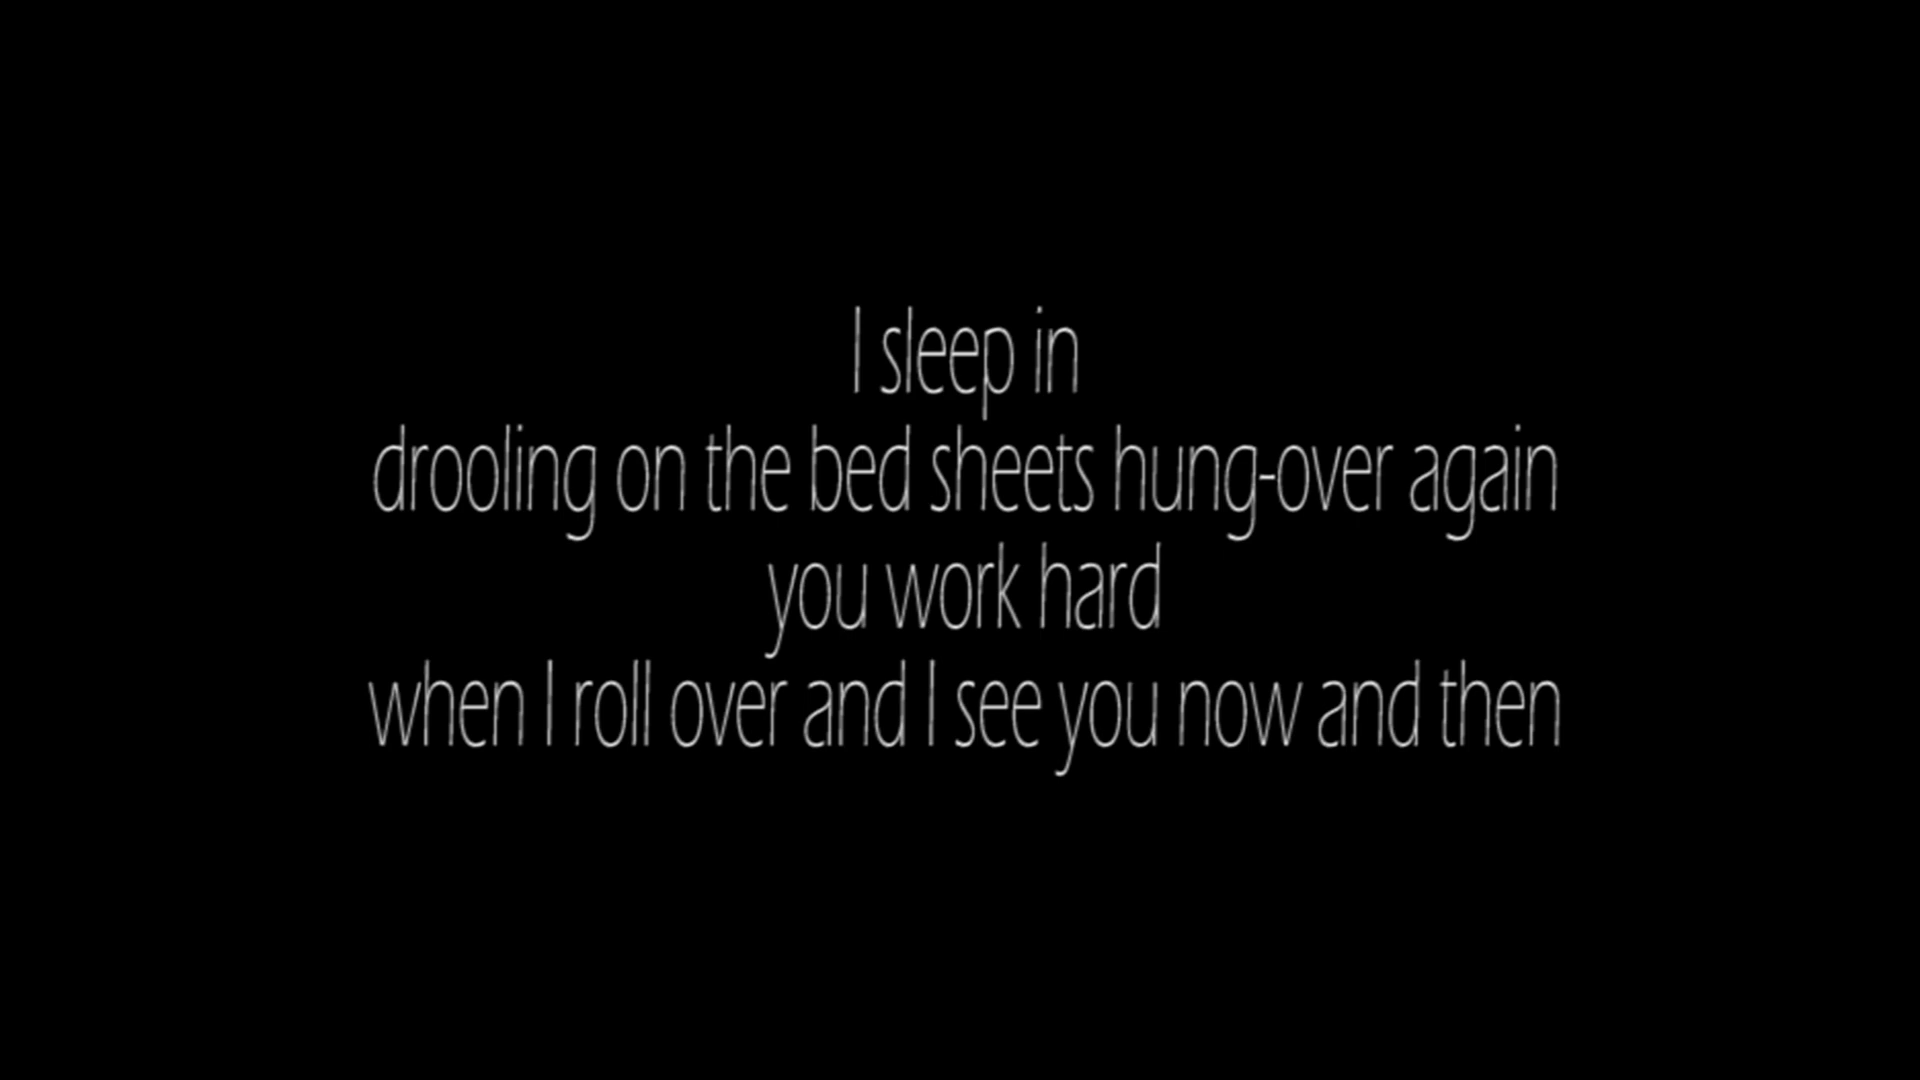 I sleep in
drooling on the bed sheets hung-over again
you work hard
when I roll over and I see you now and then